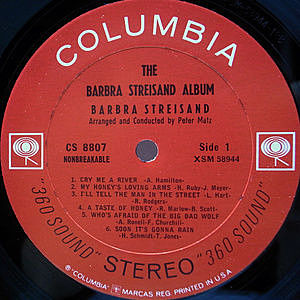 COLUMBIA
THE
BARBRA STREISAND ALBUM
BARBRA STREISAND
Arranged and Conducted by Peter Matz
CS 8807
NONBREAKABLE
Side 1
XSM 58944
1. CRY ME A RIVER -A. Hamilton-
2. MY HONEY'S LOVING ARMS -H. Ruby-J. Meyer-
3. I'LL TELL THE MAN IN THE STREET -L. Hart-
R. Rodgers-
4. A TASTE OF HONEY -R. Marlow-B. Scott-
5. WHO'S AFRAID OF THE BIG BAD WOLF
-A. Ronell-F. Churchill-
6. SOON IT'S GONNA RAIN
-H. Schmidt-T. Jones-
"360 SOUND" STEREO "360 SOUND"
® "COLUMBIA" MARCAS REG. PRINTED IN U.S.A.